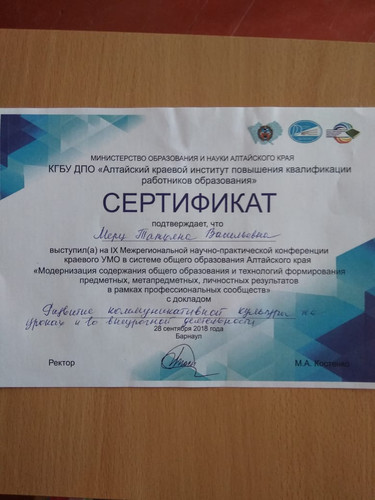 МИНИСТЕРСТВО ОБРАЗОВАНИЯ И НАУКИ АЛТАЙСКОГО КРАЯ
КГБУ ДПО «Алтайский краевой институт повышения квалификации
работников образования»
СЕРТИФИКАТ
подтверждает, что
Мерц Татьяна Васильевна
выступил(а) на IX Межрегиональной научно-практической конференции
краевого УМО в системе общего образования Алтайского края
«Модернизация содержания общего образования и технологий формирования
предметных, метапредметных, личностных результатов
в рамках профессиональных сообществ»
с докладом
Развитие коммуникативной культуры на
уроках и во внеурочной деятельности
28 сентября 2018 года
Барнаул
Ректор
М.А. Костенко